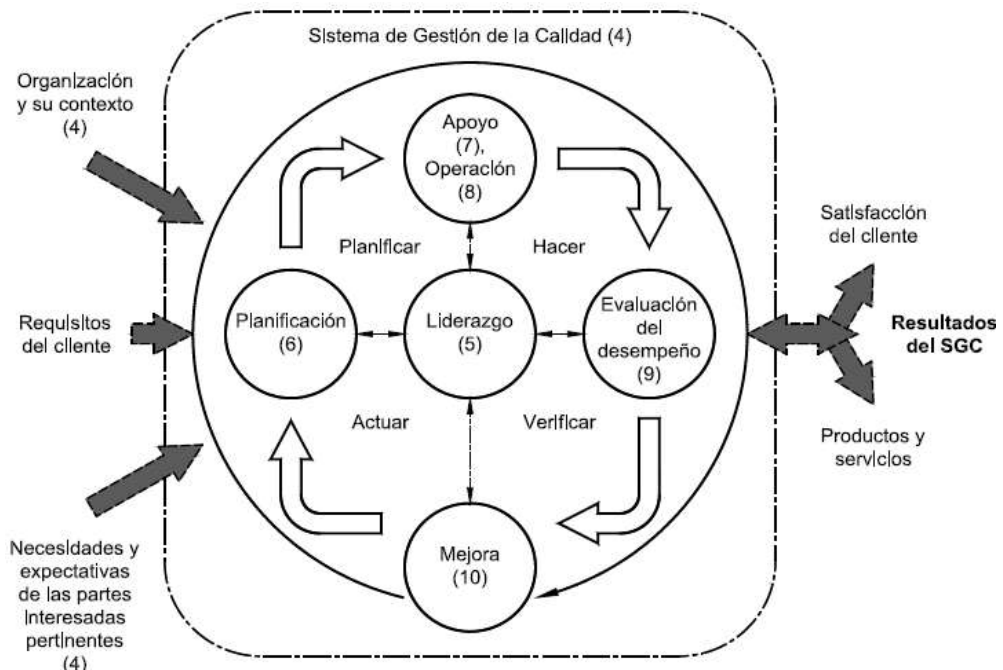 Sistema de Gestión de la Calidad (4)
Organización
y su contexto
(4)
Apoyo
(7),
Operación
(8)
Planificar
Hacer
Satisfacción
del cliente
Requisitos
del cliente
Planificación
(6)
Liderazgo
(5)
Evaluación
del
desempeño
(9)
Resultados
del SGC
Actuar
Verificar
Productos y
servicios
Mejora
(10)
Necesidades y
expectativas
de las partes
interesadas
pertinentes
(4)